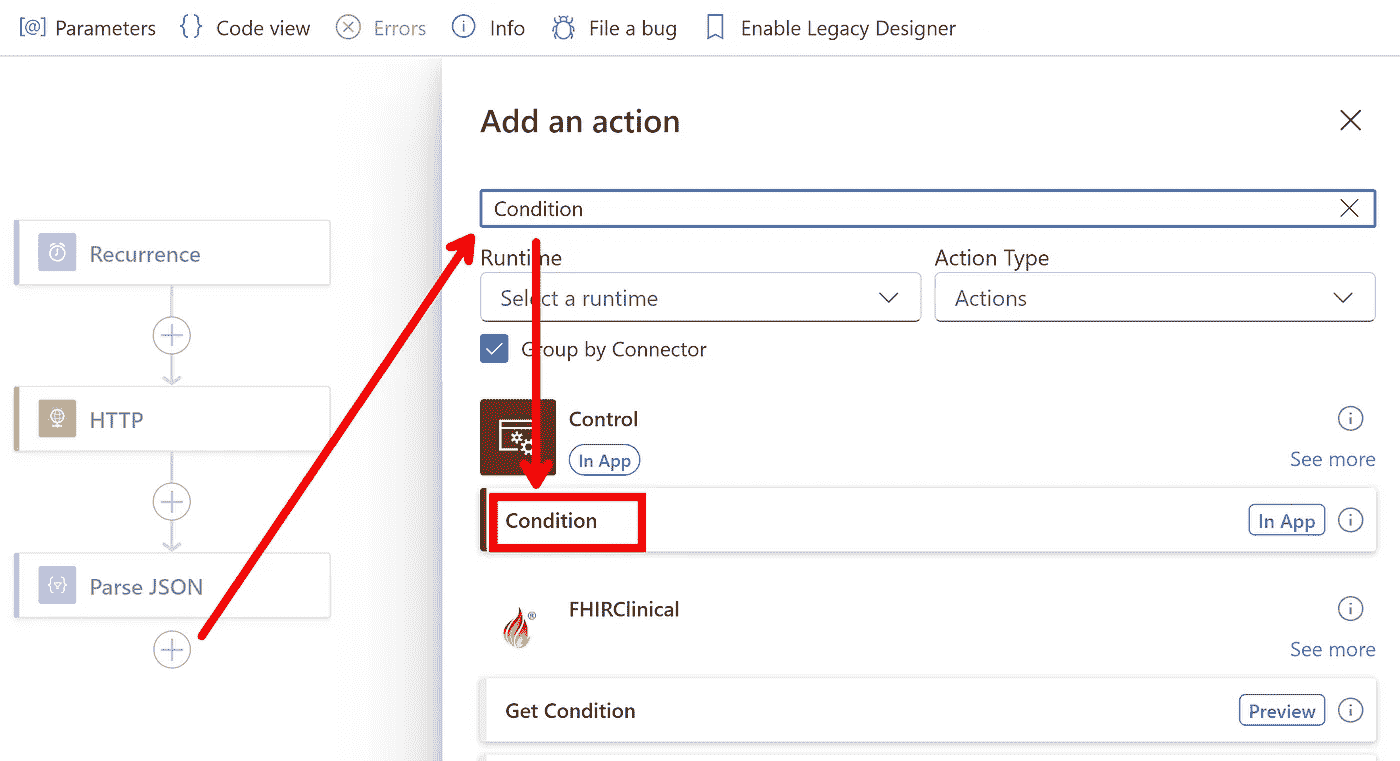 [@] Parameters {} Code view Errors Info File a bug Enable Legacy Designer
Add an action
Condition
Recurrence
Runtime Action Type
Select a runtime Actions
Group by Connector
HTTP
Control
In App
See more
Condition In App
Parse JSON
FHIRClinical
®
See more
Get Condition Preview